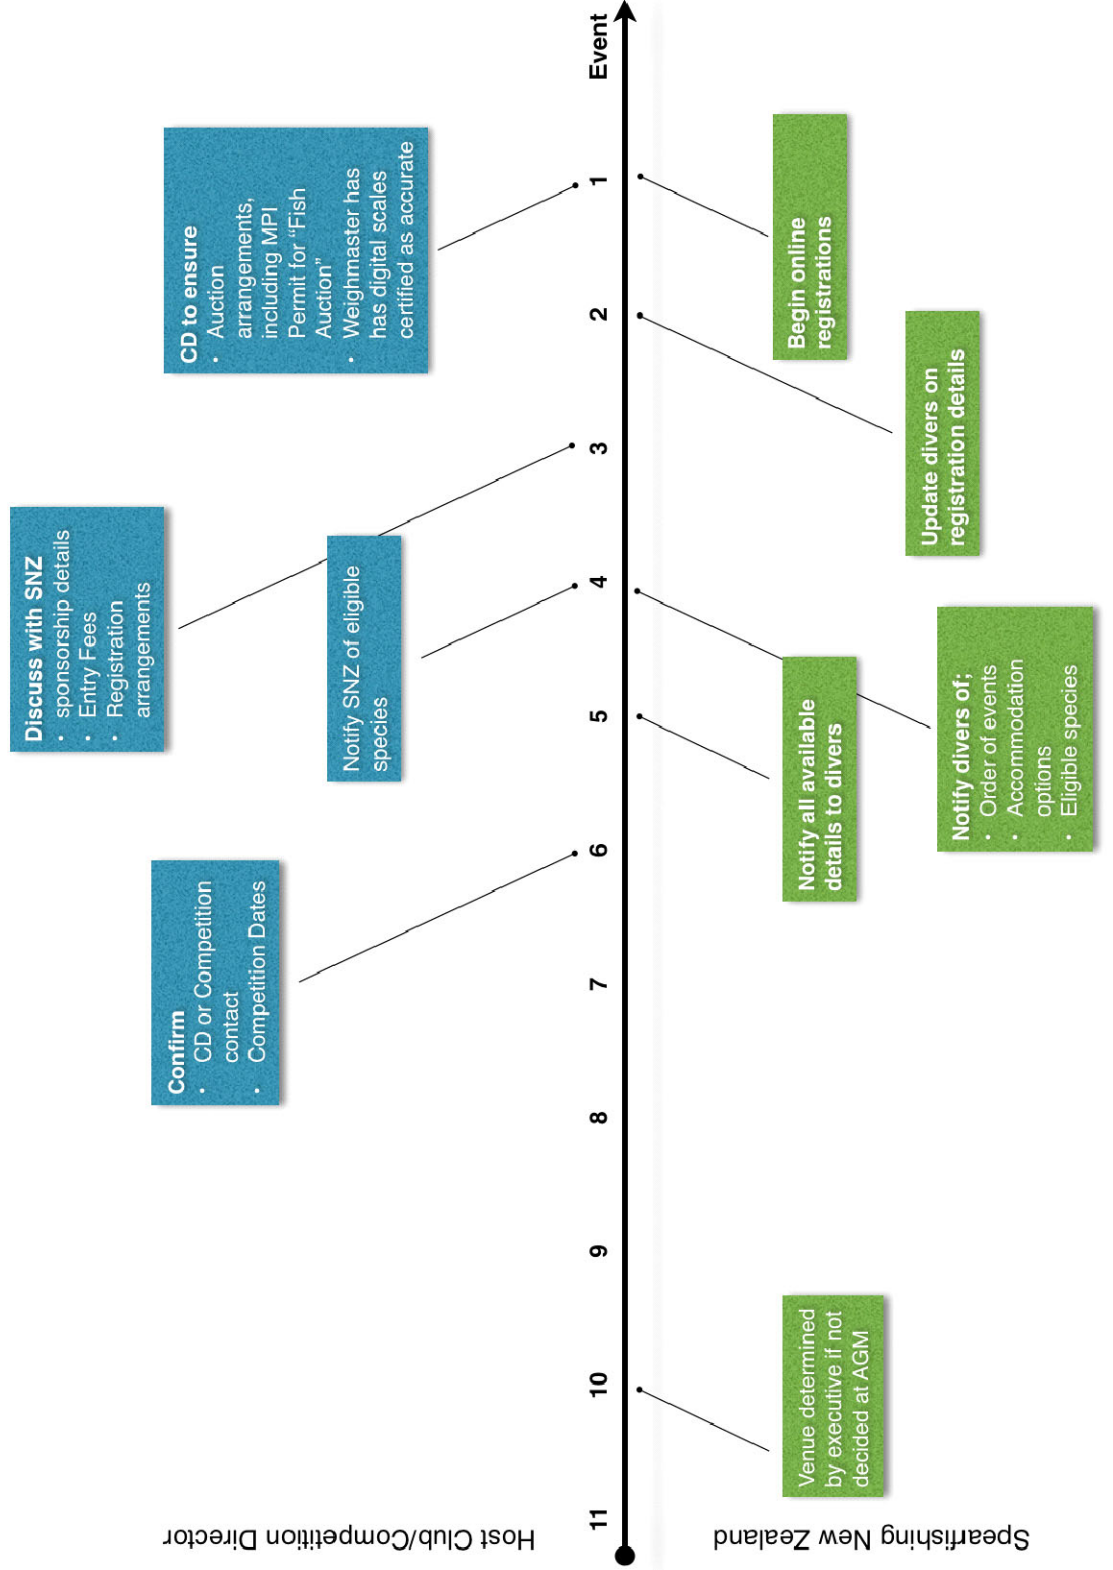 Host Club/Competition Director
Confirm
• CD or Competition
contact
• Competition Dates
Discuss with SNZ
• sponsorship details
• Entry Fees
• Registration
arrangements
Notify SNZ of eligible
species
CD to ensure
• Auction
arrangements,
including MPI
Permit for “Fish
Auction”
• Weighmaster has
has digital scales
certified as accurate
11 10 9 8 7 6 5 4 3 2 1 Event
Spearfishing New Zealand
Venue determined
by executive if not
decided at AGM
Notify all available
details to divers
Notify divers of;
• Order of events
• Accommodation
options
• Eligible species
Update divers on
registration details
Begin online
registrations